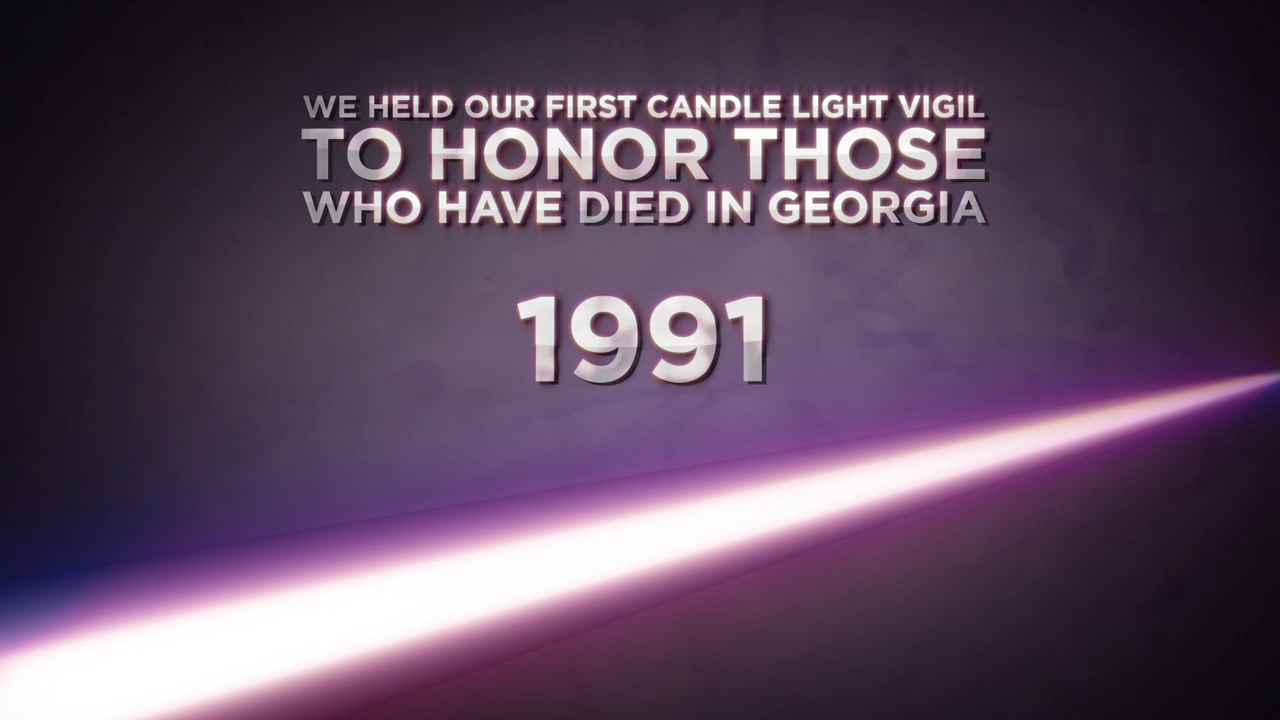 WE HELD OUR FIRST CANDLE LIGHT VIGIL
TO HONOR THOSE
WHO HAVE DIED IN GEORGIA
1991